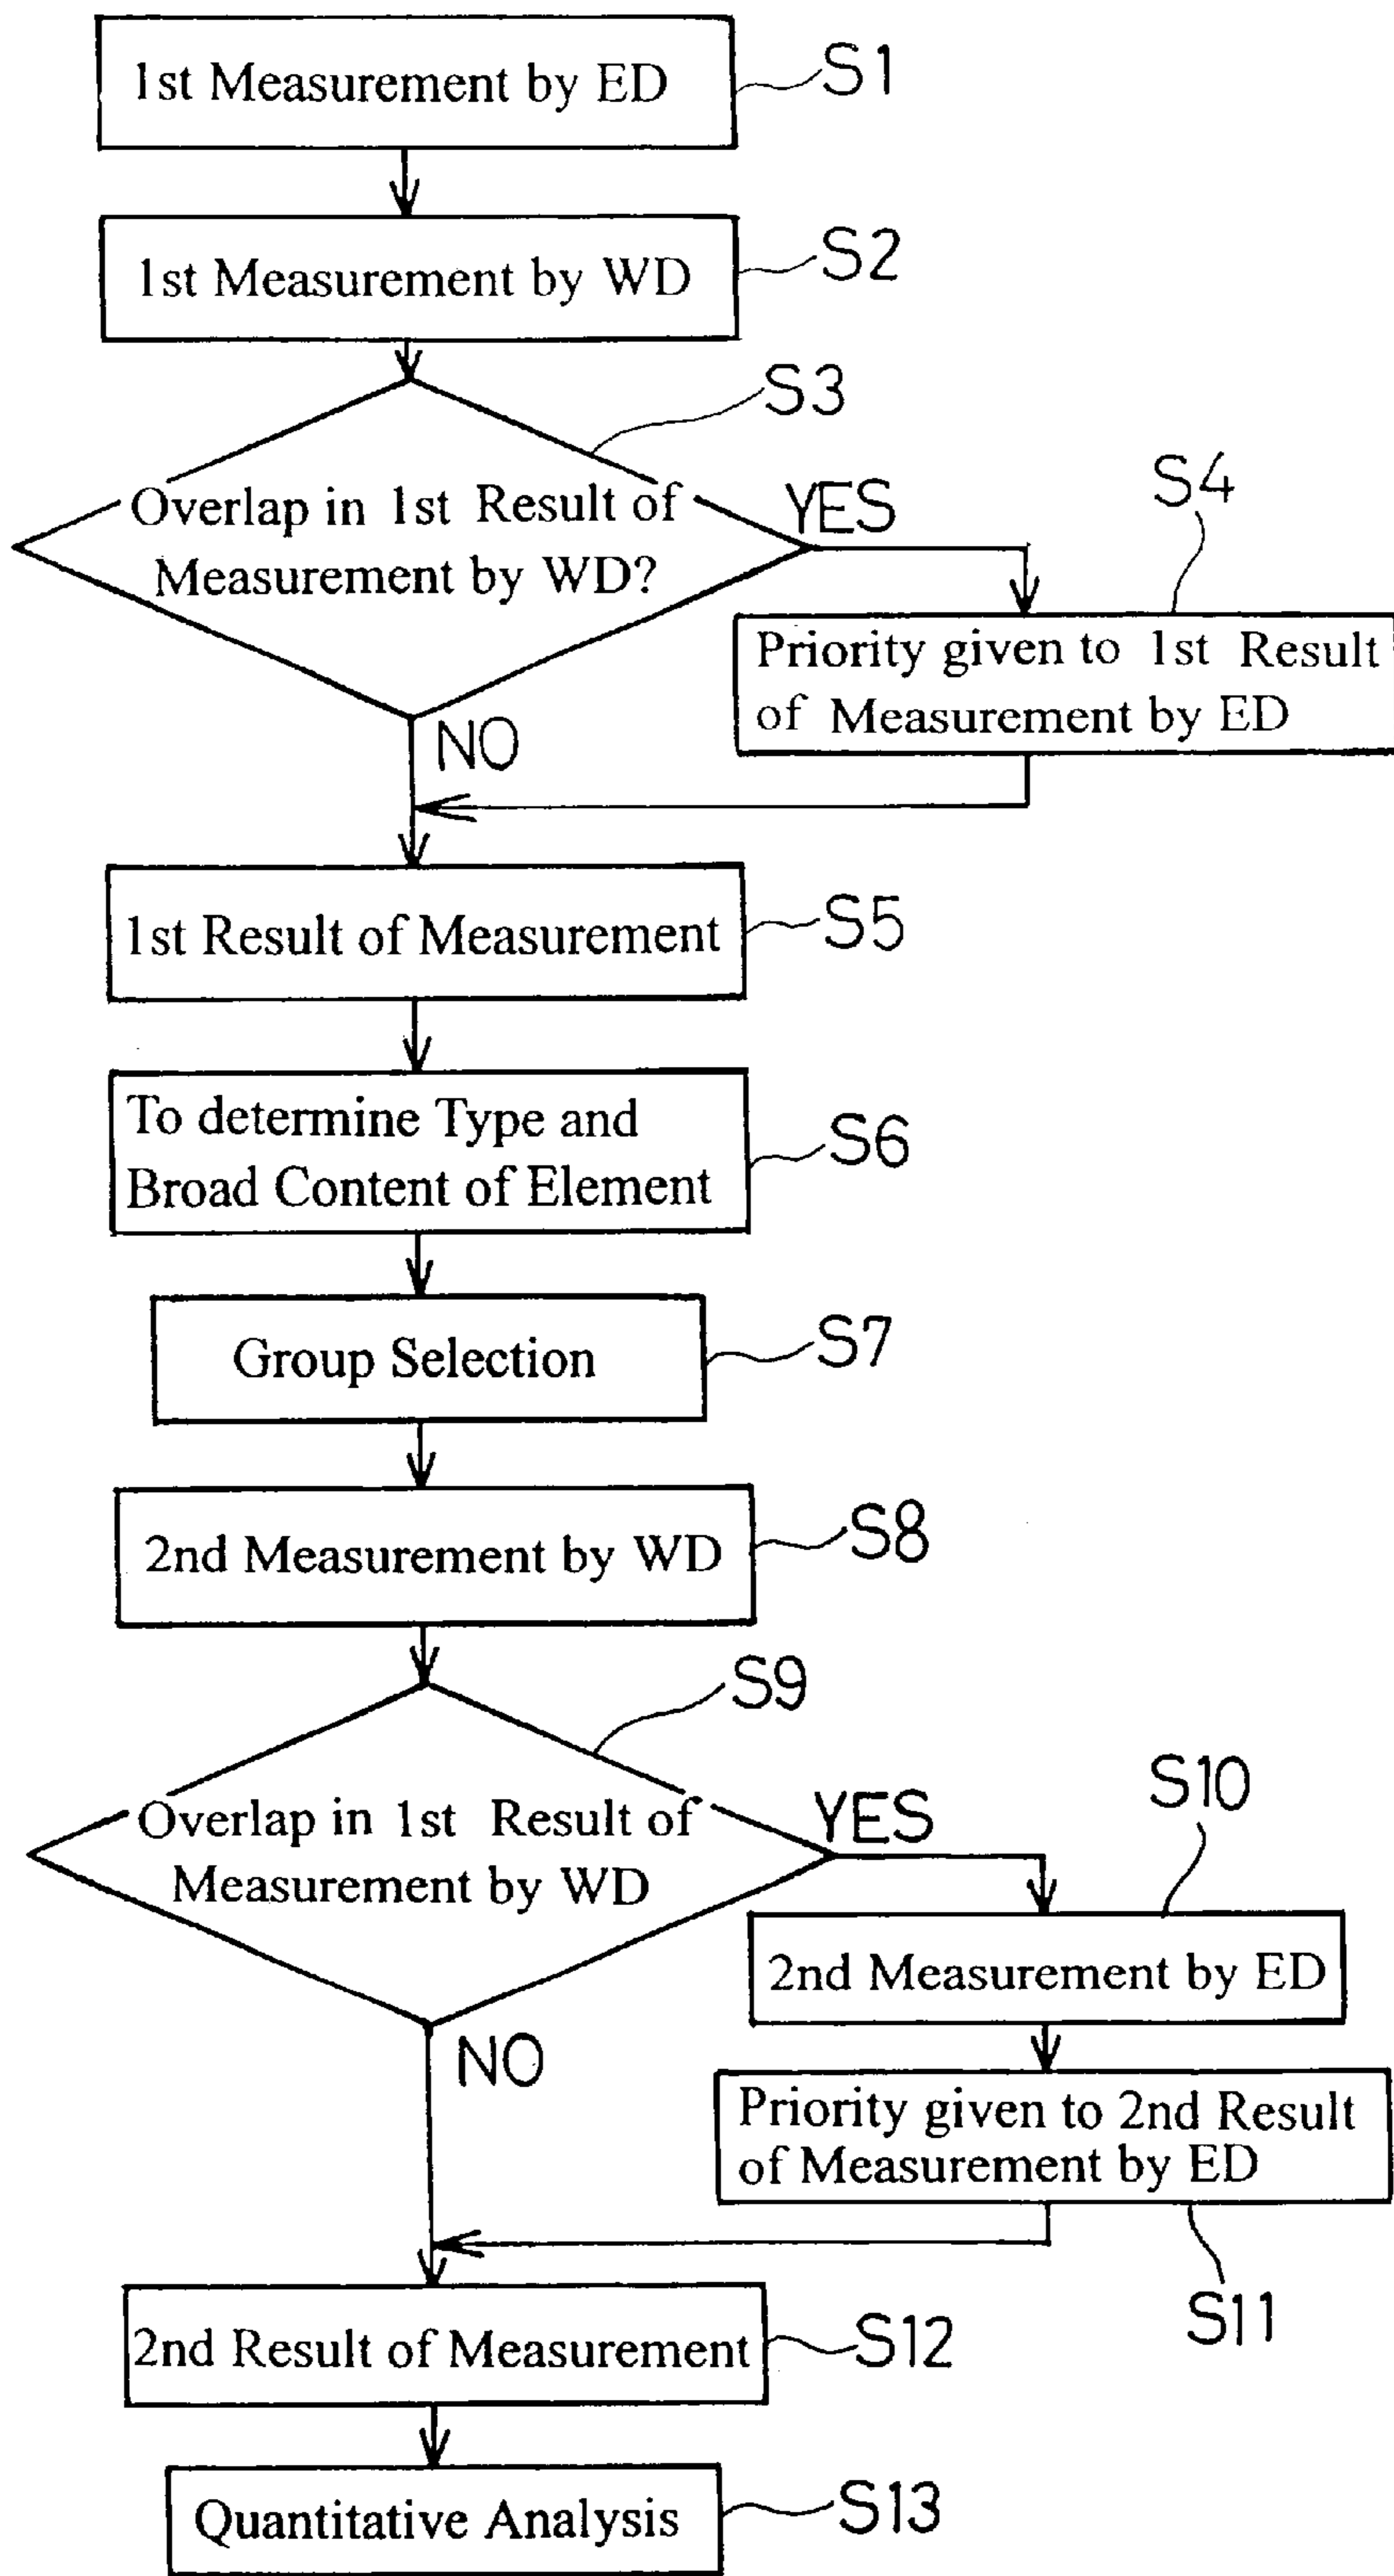 1st Measurement by ED
S1
1st Measurement by WD
S2
S3
Overlap in 1st Result of
Measurement by WD?
YES
S4
Priority given to 1st Result
of Measurement by ED
NO
1st Result of Measurement
S5
To determine Type and
Broad Content of Element
S6
Group Selection
S7
2nd Measurement by WD
S8
S9
Overlap in 1st Result of
Measurement by WD
YES
S10
2nd Measurement by ED
NO
Priority given to 2nd Result
of Measurement by ED
S11
2nd Result of Measurement
S12
Quantitative Analysis
S13